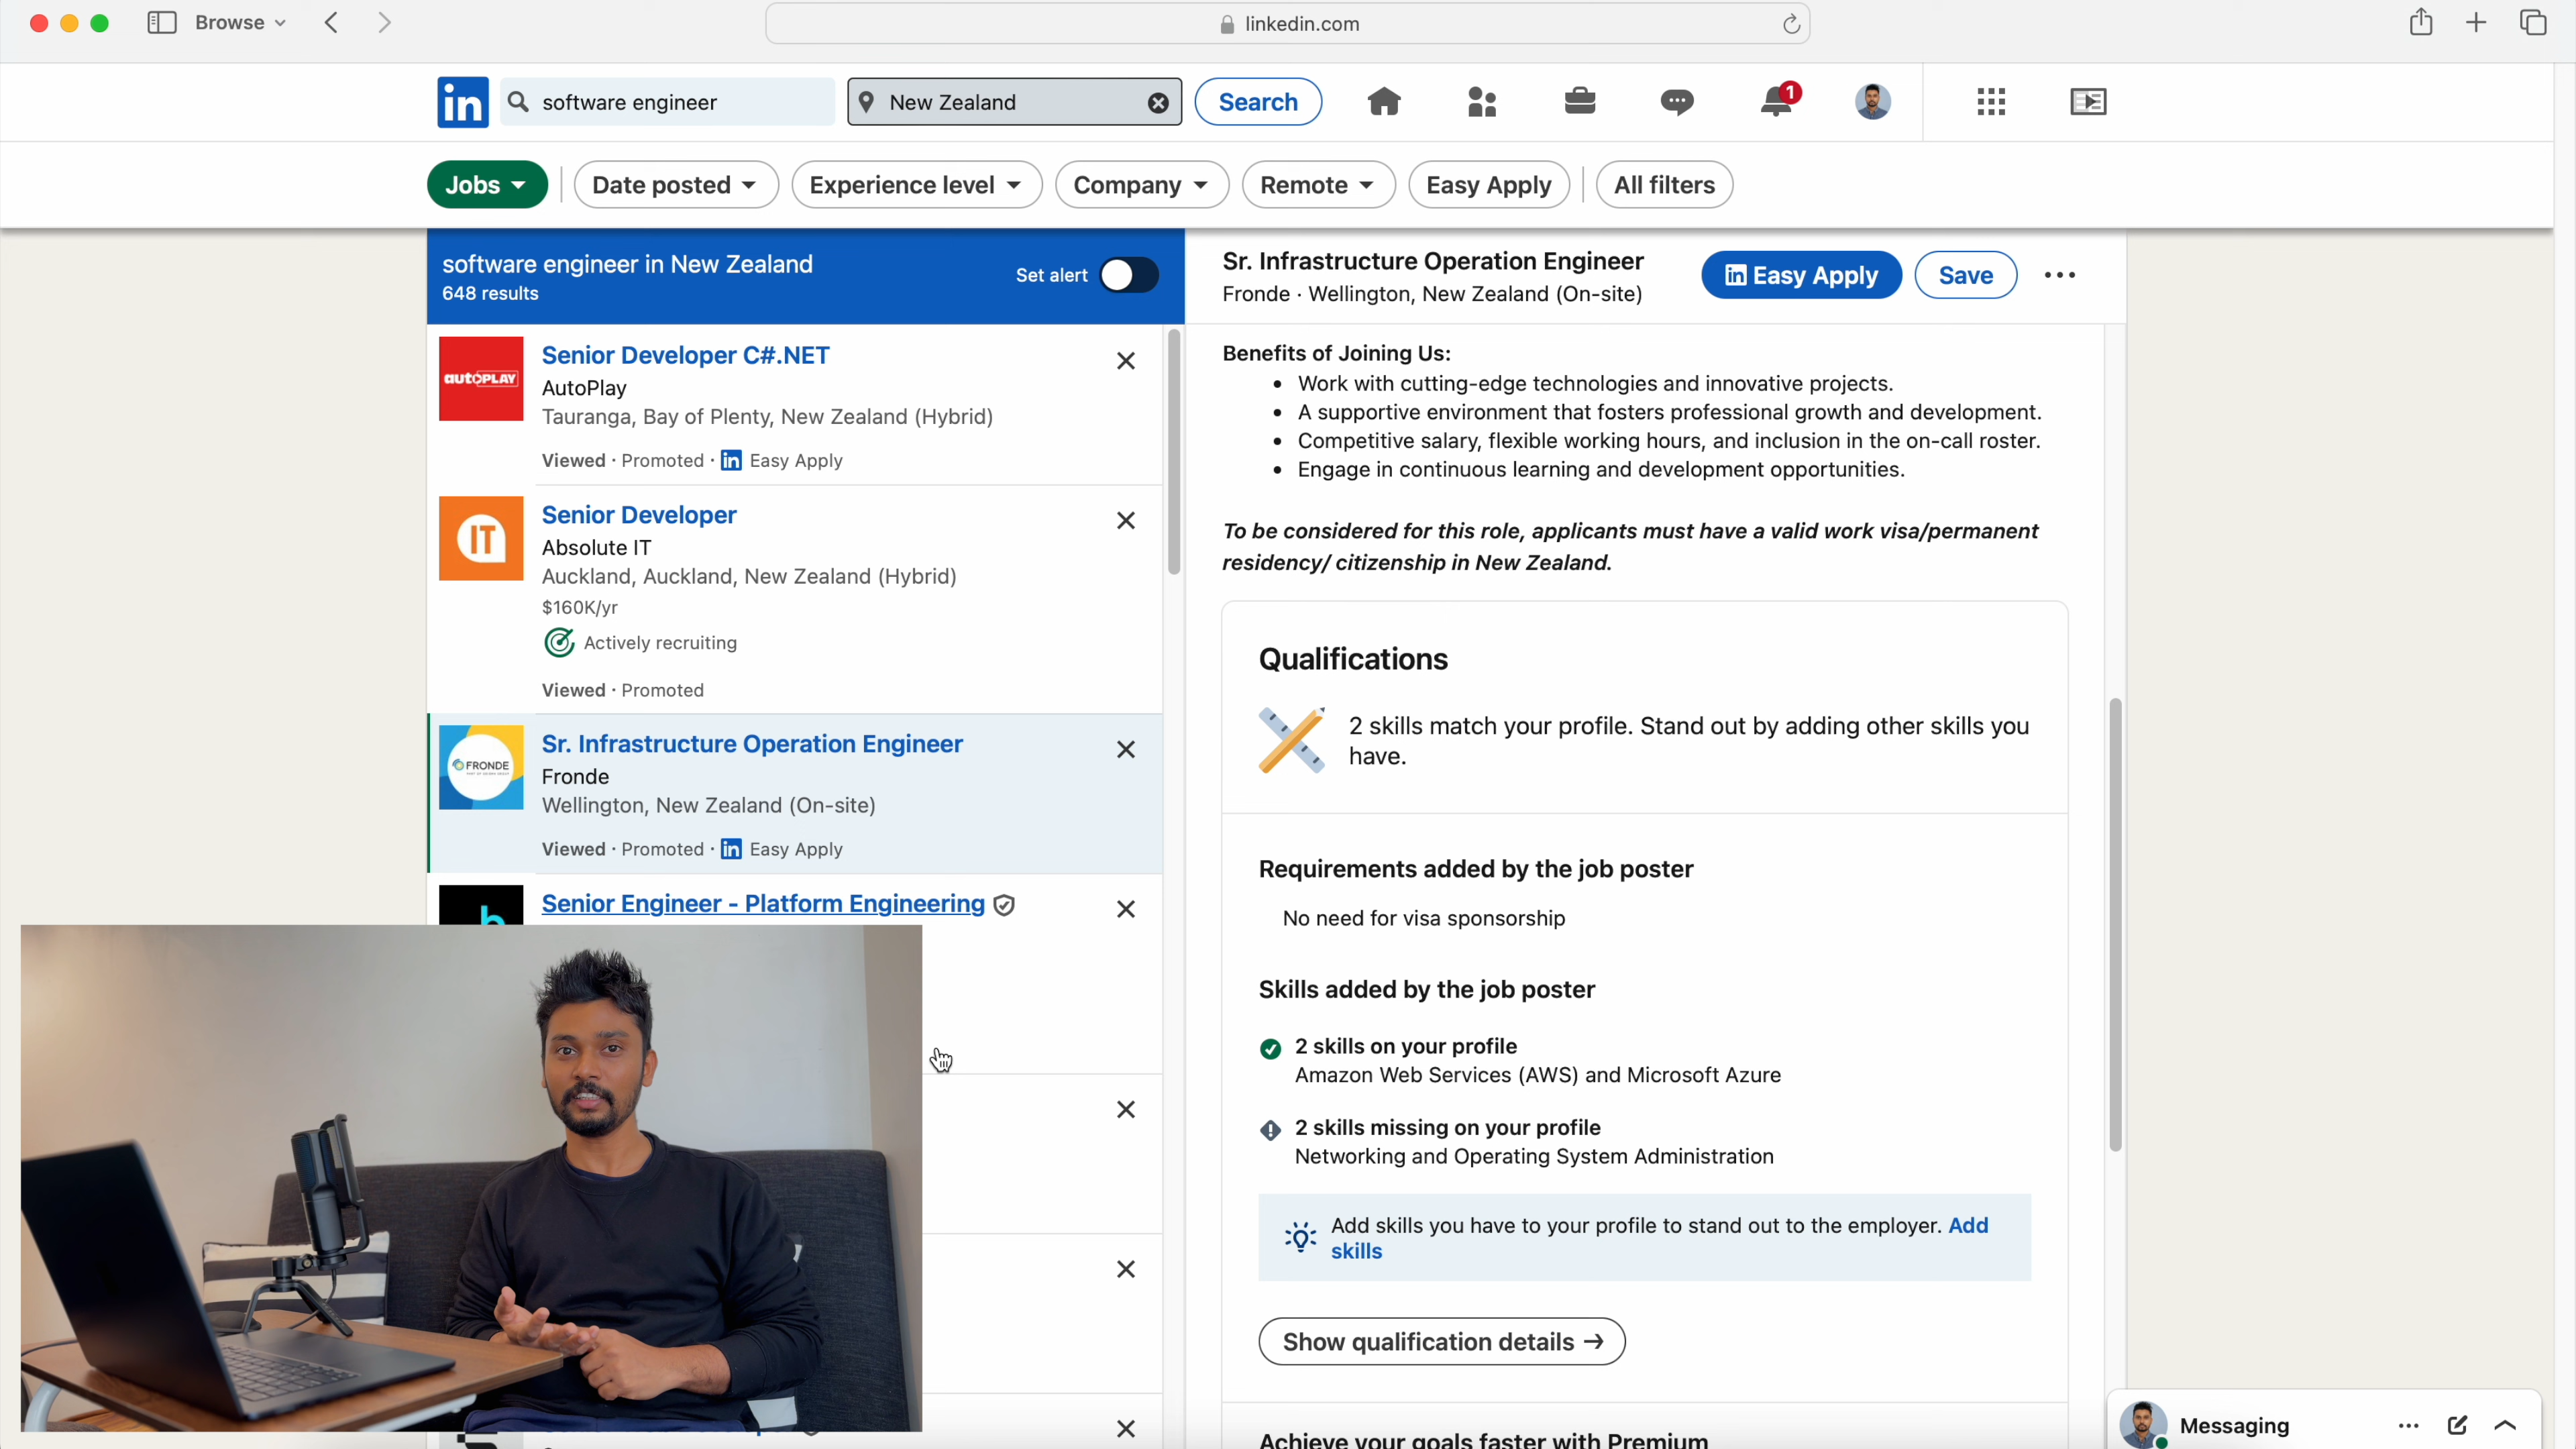 Browse
linkedin.com
in
software engineer
New Zealand
Search
1
Jobs
Date posted
Experience level
Company
Remote
Easy Apply
All filters
software engineer in New Zealand
648 results
Set alert
autoPLAY
Senior Developer C#.NET
AutoPlay
Tauranga, Bay of Plenty, New Zealand (Hybrid)
Viewed · Promoted · in Easy Apply
IT
Senior Developer
Absolute IT
Auckland, Auckland, New Zealand (Hybrid)
$160K/yr
Actively recruiting
Viewed · Promoted
FRONDE
Sr. Infrastructure Operation Engineer
Fronde
Wellington, New Zealand (On-site)
Viewed · Promoted · in Easy Apply
Senior Engineer - Platform Engineering
Sr. Infrastructure Operation Engineer
Fronde · Wellington, New Zealand (On-site)
in Easy Apply
Save
Benefits of Joining Us:
• Work with cutting-edge technologies and innovative projects.
• A supportive environment that fosters professional growth and development.
• Competitive salary, flexible working hours, and inclusion in the on-call roster.
• Engage in continuous learning and development opportunities.
To be considered for this role, applicants must have a valid work visa/permanent
residency/ citizenship in New Zealand.
Qualifications
2 skills match your profile. Stand out by adding other skills you
have.
Requirements added by the job poster
No need for visa sponsorship
Skills added by the job poster
2 skills on your profile
Amazon Web Services (AWS) and Microsoft Azure
2 skills missing on your profile
Networking and Operating System Administration
Add skills you have to your profile to stand out to the employer. Add
skills
Show qualification details →
Achieve your goals faster with Premium
Messaging